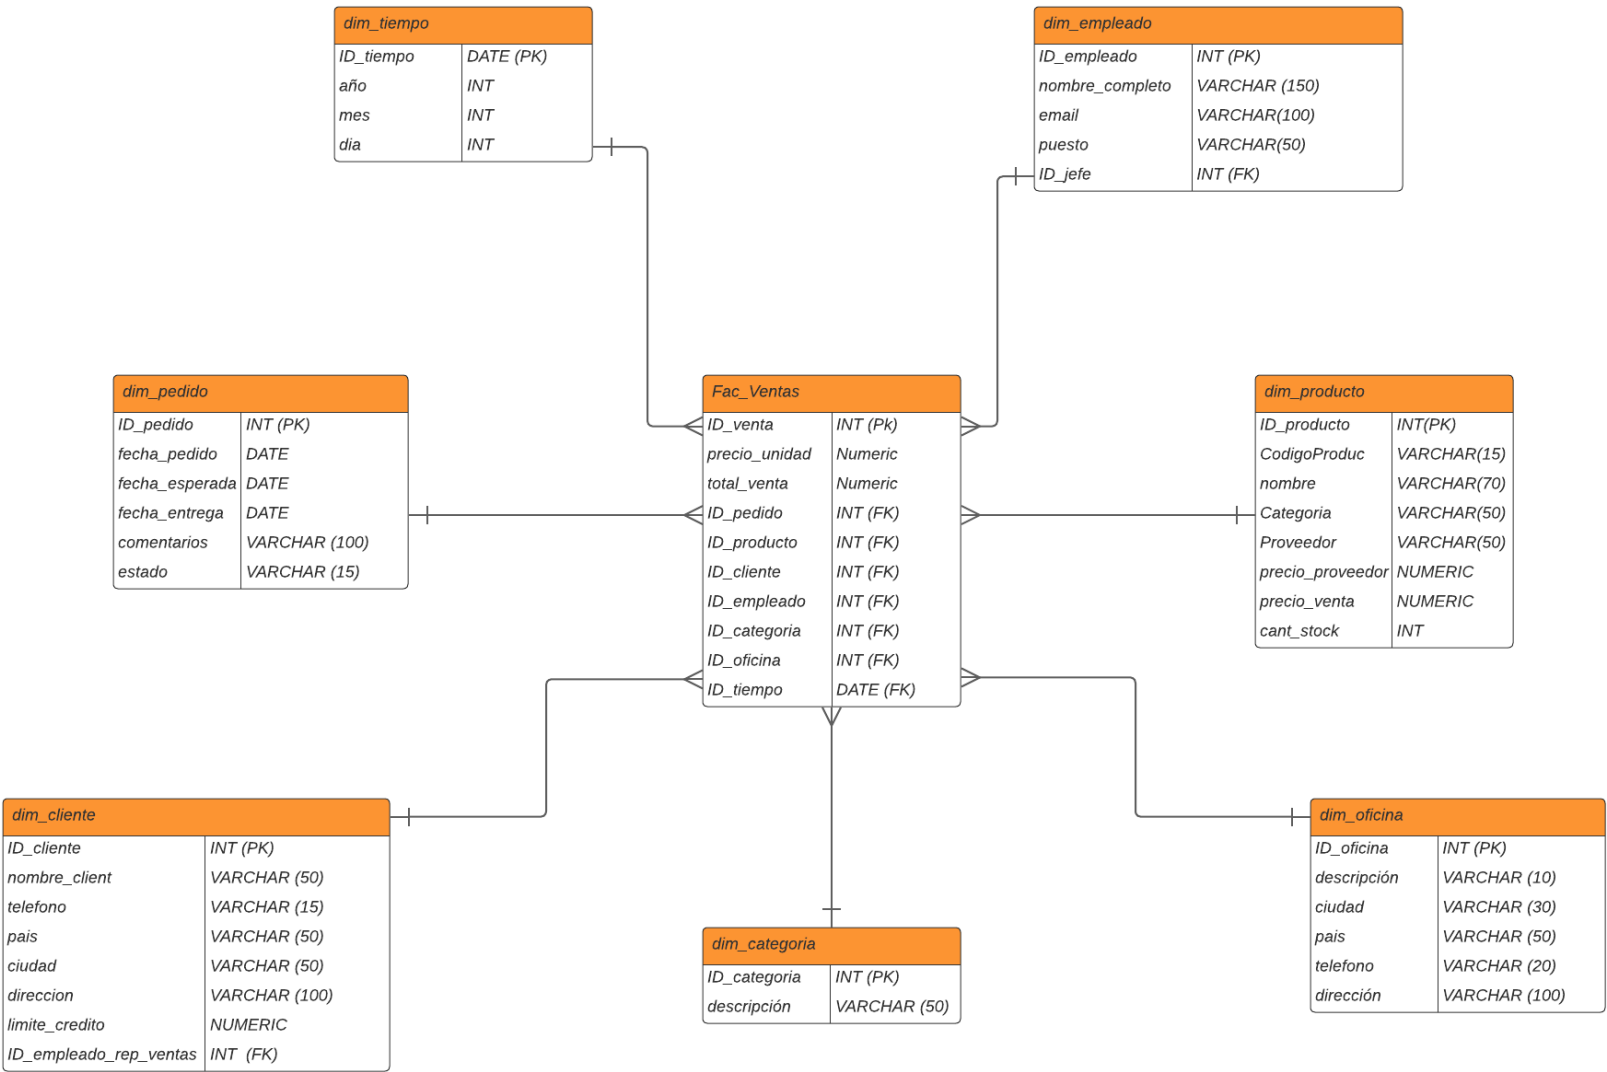 dim_tiempo
ID_tiempo DATE (PK)
año INT
mes INT
dia INT
dim_empleado
ID_empleado INT (PK)
nombre_completo VARCHAR (150)
email VARCHAR(100)
puesto VARCHAR(50)
ID_jefe INT (FK)
dim_pedido
ID_pedido INT (PK)
fecha_pedido DATE
fecha_esperada DATE
fecha_entrega DATE
comentarios VARCHAR (100)
estado VARCHAR (15)
Fac_Ventas
ID_venta INT (Pk)
precio_unidad Numeric
total_venta Numeric
ID_pedido INT (FK)
ID_producto INT (FK)
ID_cliente INT (FK)
ID_empleado INT (FK)
ID_categoria INT (FK)
ID_oficina INT (FK)
ID_tiempo DATE (FK)
dim_producto
ID_producto INT(PK)
CodigoProduc VARCHAR(15)
nombre VARCHAR(70)
Categoria VARCHAR(50)
Proveedor VARCHAR(50)
precio_proveedor NUMERIC
precio_venta NUMERIC
cant_stock INT
dim_cliente
ID_cliente INT (PK)
nombre_client VARCHAR (50)
telefono VARCHAR (15)
pais VARCHAR (50)
ciudad VARCHAR (50)
direccion VARCHAR (100)
limite_credito NUMERIC
ID_empleado_rep_ventas INT (FK)
dim_categoria
ID_categoria INT (PK)
descripción VARCHAR (50)
dim_oficina
ID_oficina INT (PK)
descripción VARCHAR (10)
ciudad VARCHAR (30)
pais VARCHAR (50)
telefono VARCHAR (20)
dirección VARCHAR (100)